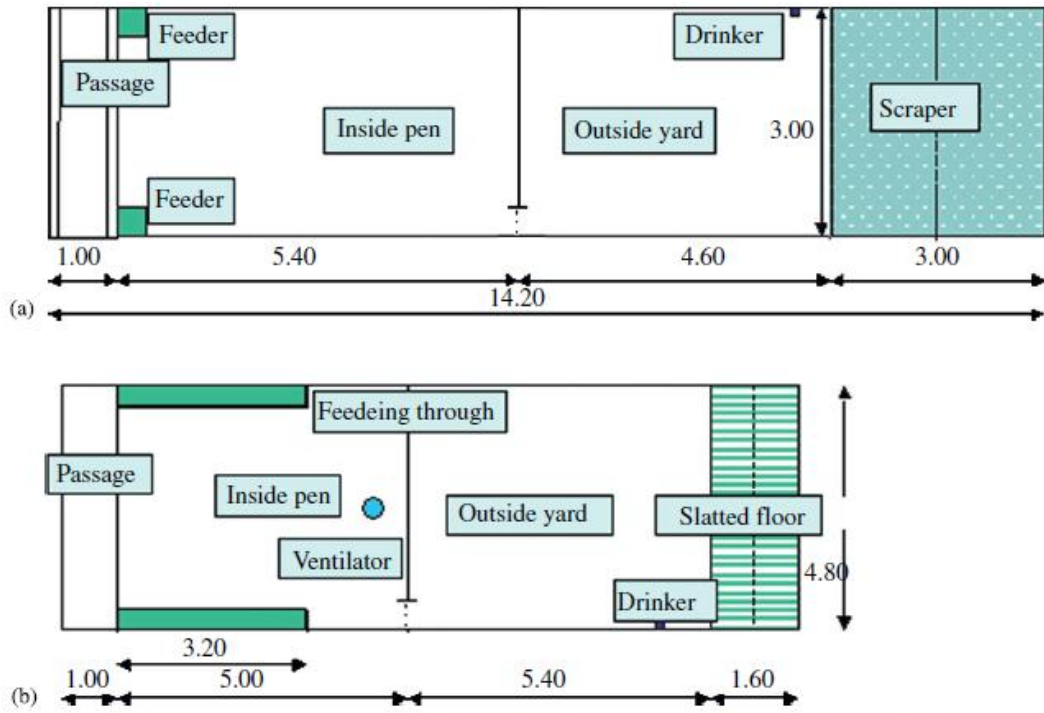 Feeder
Drinker
Passage
Scraper
Inside pen
Outside yard
3.00
Feeder
1.00
5.40
4.60
3.00
14.20
(a)
Feedeing through
Passage
Inside pen
Outside yard
Slatted floor
Ventilator
4.80
Drinker
3.20
1.00
5.00
5.40
1.60
(b)